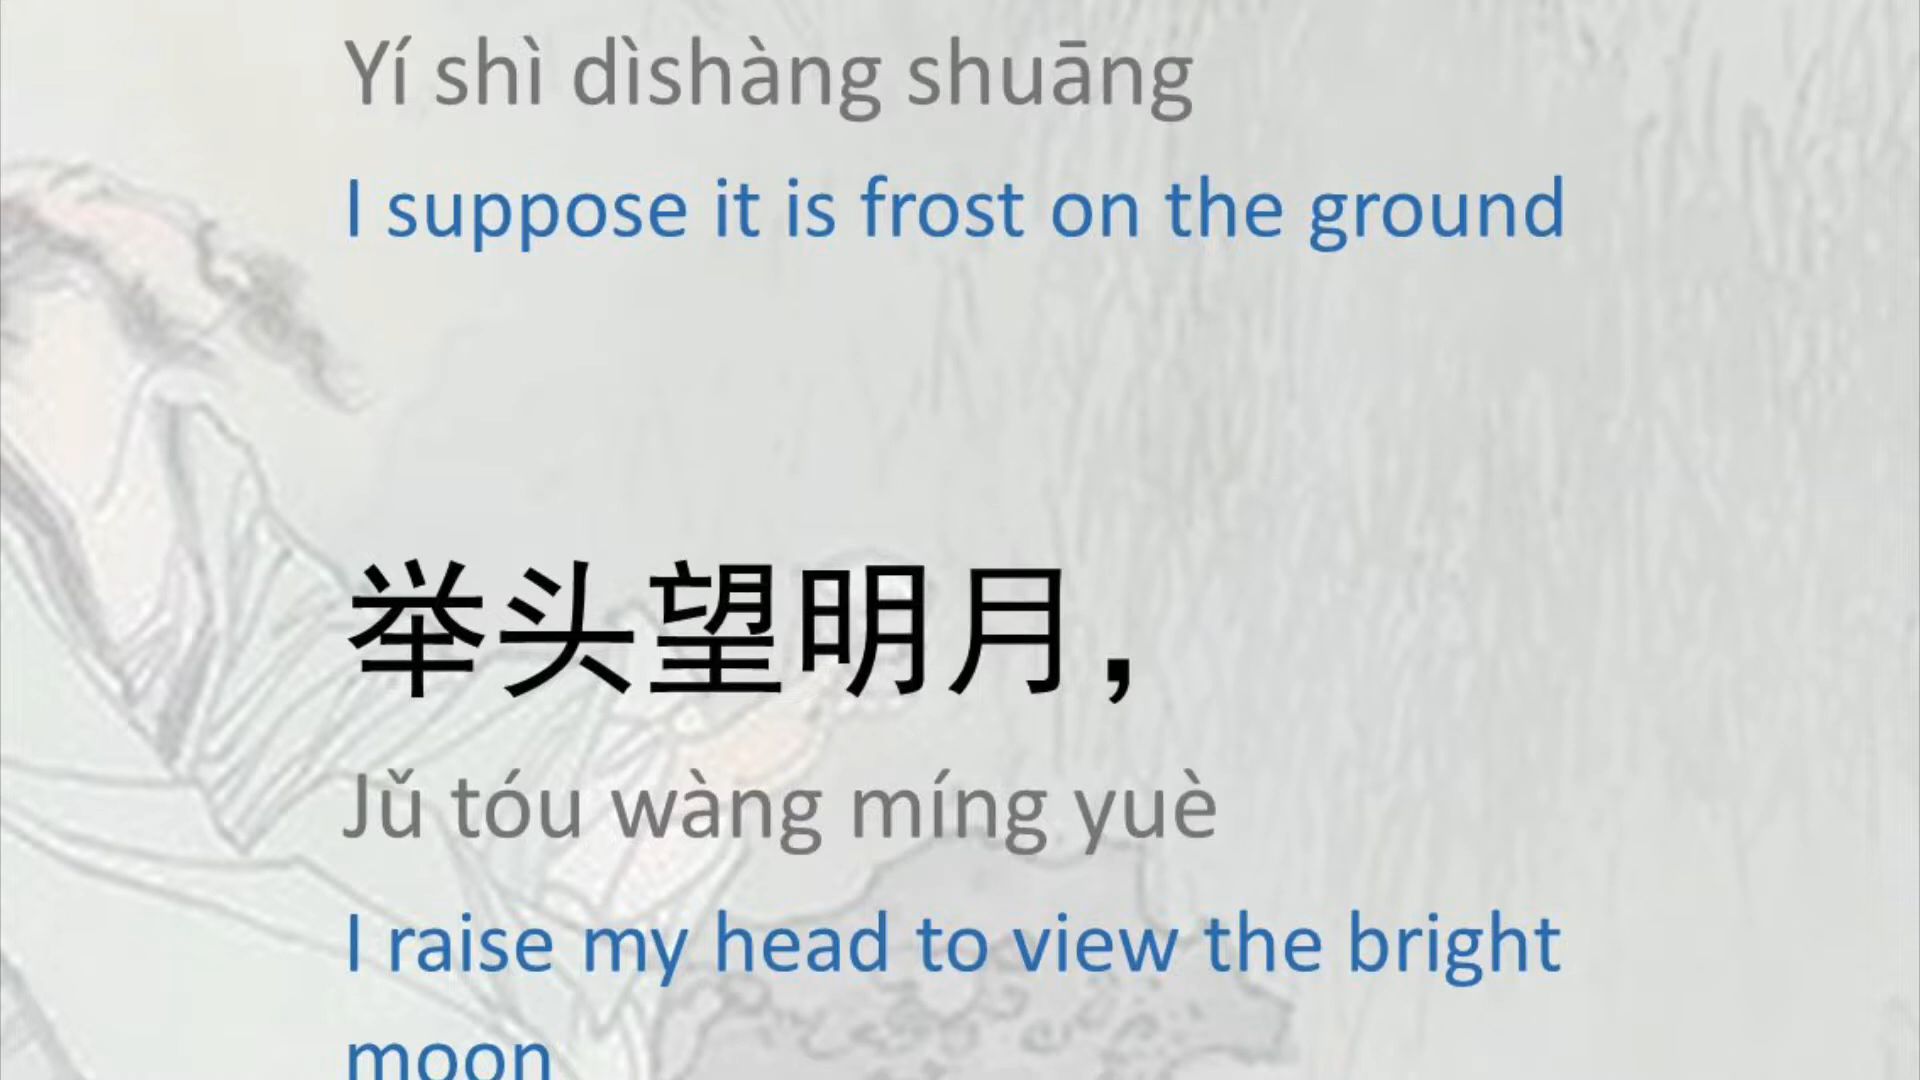 Yí shì dìshàng shuāng
I suppose it is frost on the ground
举头望明月，
Jǔ tóu wàng míng yuè
I raise my head to view the bright
moon